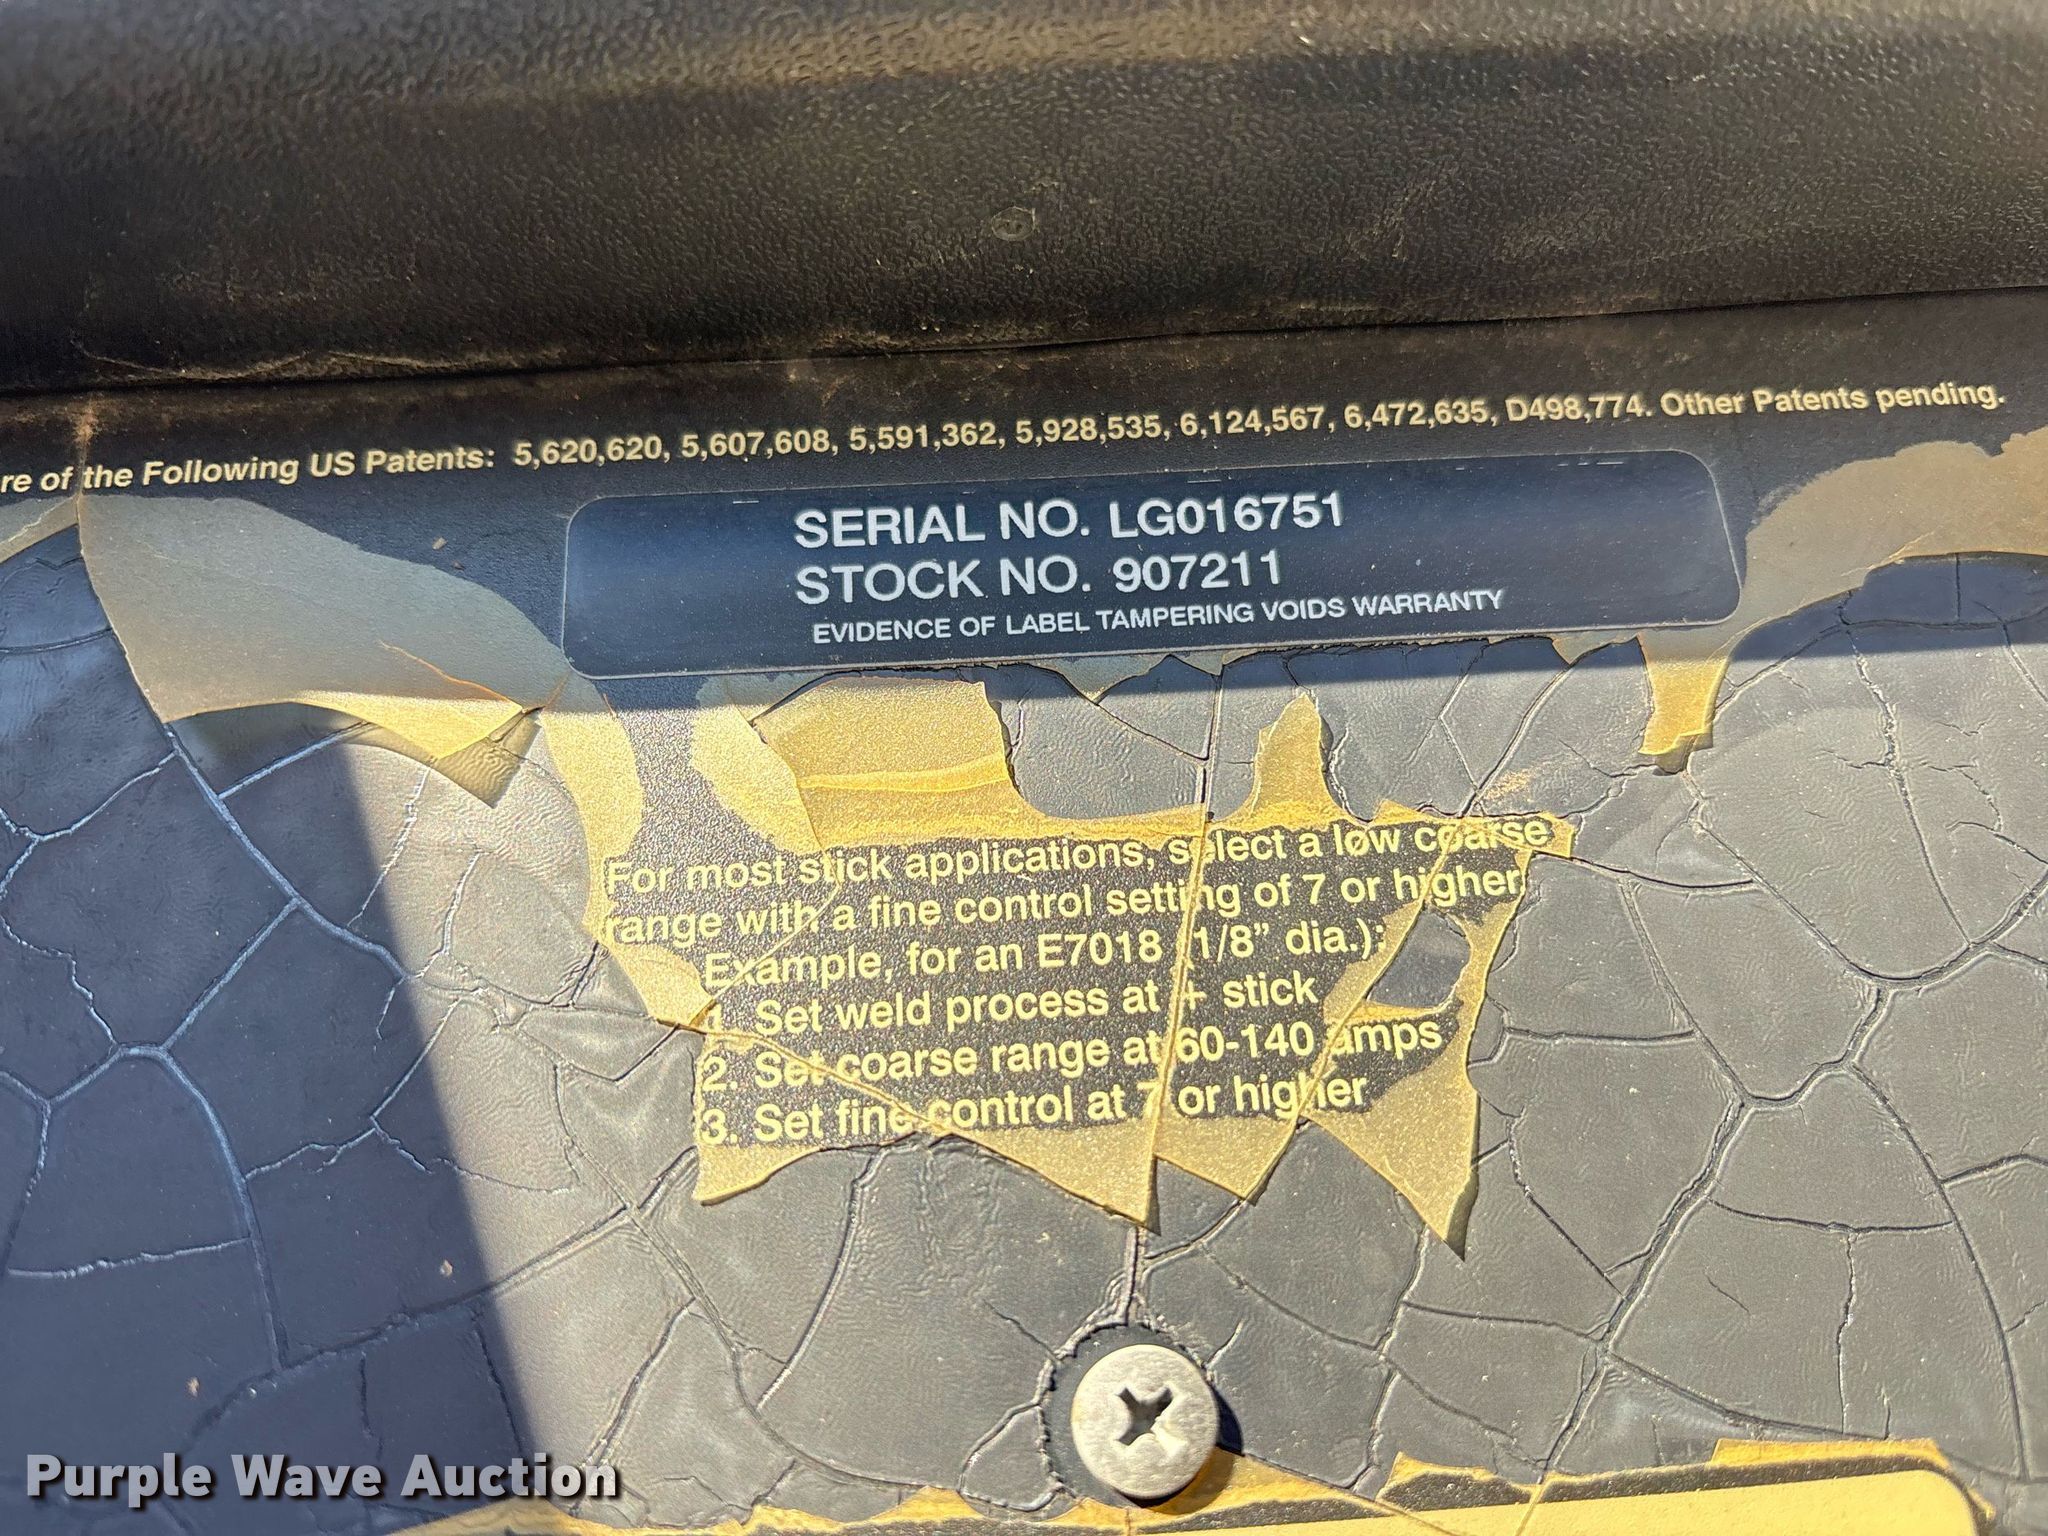 re of the Following US Patents: 5,620,620, 5,607,608, 5,591,362, 5,928,535, 6,124,567, 6,472,635, D498,774. Other Patents pending.
SERIAL NO. LG016751
STOCK NO. 907211
EVIDENCE OF LABEL TAMPERING VOIDS WARRANTY
For most stick applications, select a low coarse
range with a fine control setting of 7 or higher.
Example, for an E7018 (1/8" dia.):
1. Set weld process at + stick
2. Set coarse range at 60-140 amps
3. Set fine control at 7 or higher
Purple Wave Auction